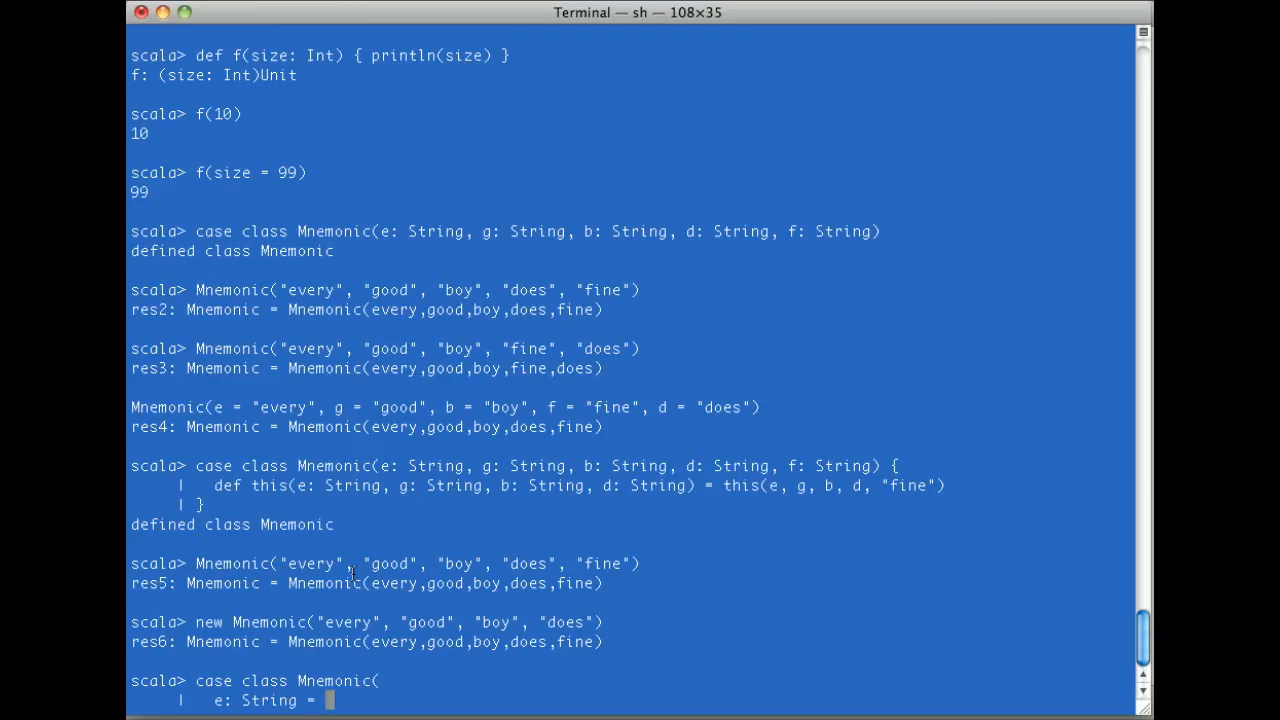 Terminal — sh — 108×35
scala> def f(size: Int) { println(size) }
f: (size: Int)Unit
scala> f(10)
10
scala> f(size = 99)
99
scala> case class Mnemonic(e: String, g: String, b: String, d: String, f: String)
defined class Mnemonic
scala> Mnemonic("every", "good", "boy", "does", "fine")
res2: Mnemonic = Mnemonic(every,good,boy,does,fine)
scala> Mnemonic("every", "good", "boy", "fine", "does")
res3: Mnemonic = Mnemonic(every,good,boy,fine,does)
Mnemonic(e = "every", g = "good", b = "boy", f = "fine", d = "does")
res4: Mnemonic = Mnemonic(every,good,boy,does,fine)
scala> case class Mnemonic(e: String, g: String, b: String, d: String, f: String) {
|   def this(e: String, g: String, b: String, d: String) = this(e, g, b, d, "fine")
| }
defined class Mnemonic
scala> Mnemonic("every", "good", "boy", "does", "fine")
res5: Mnemonic = Mnemonic(every,good,boy,does,fine)
scala> new Mnemonic("every", "good", "boy", "does")
res6: Mnemonic = Mnemonic(every,good,boy,does,fine)
scala> case class Mnemonic(
|   e: String =